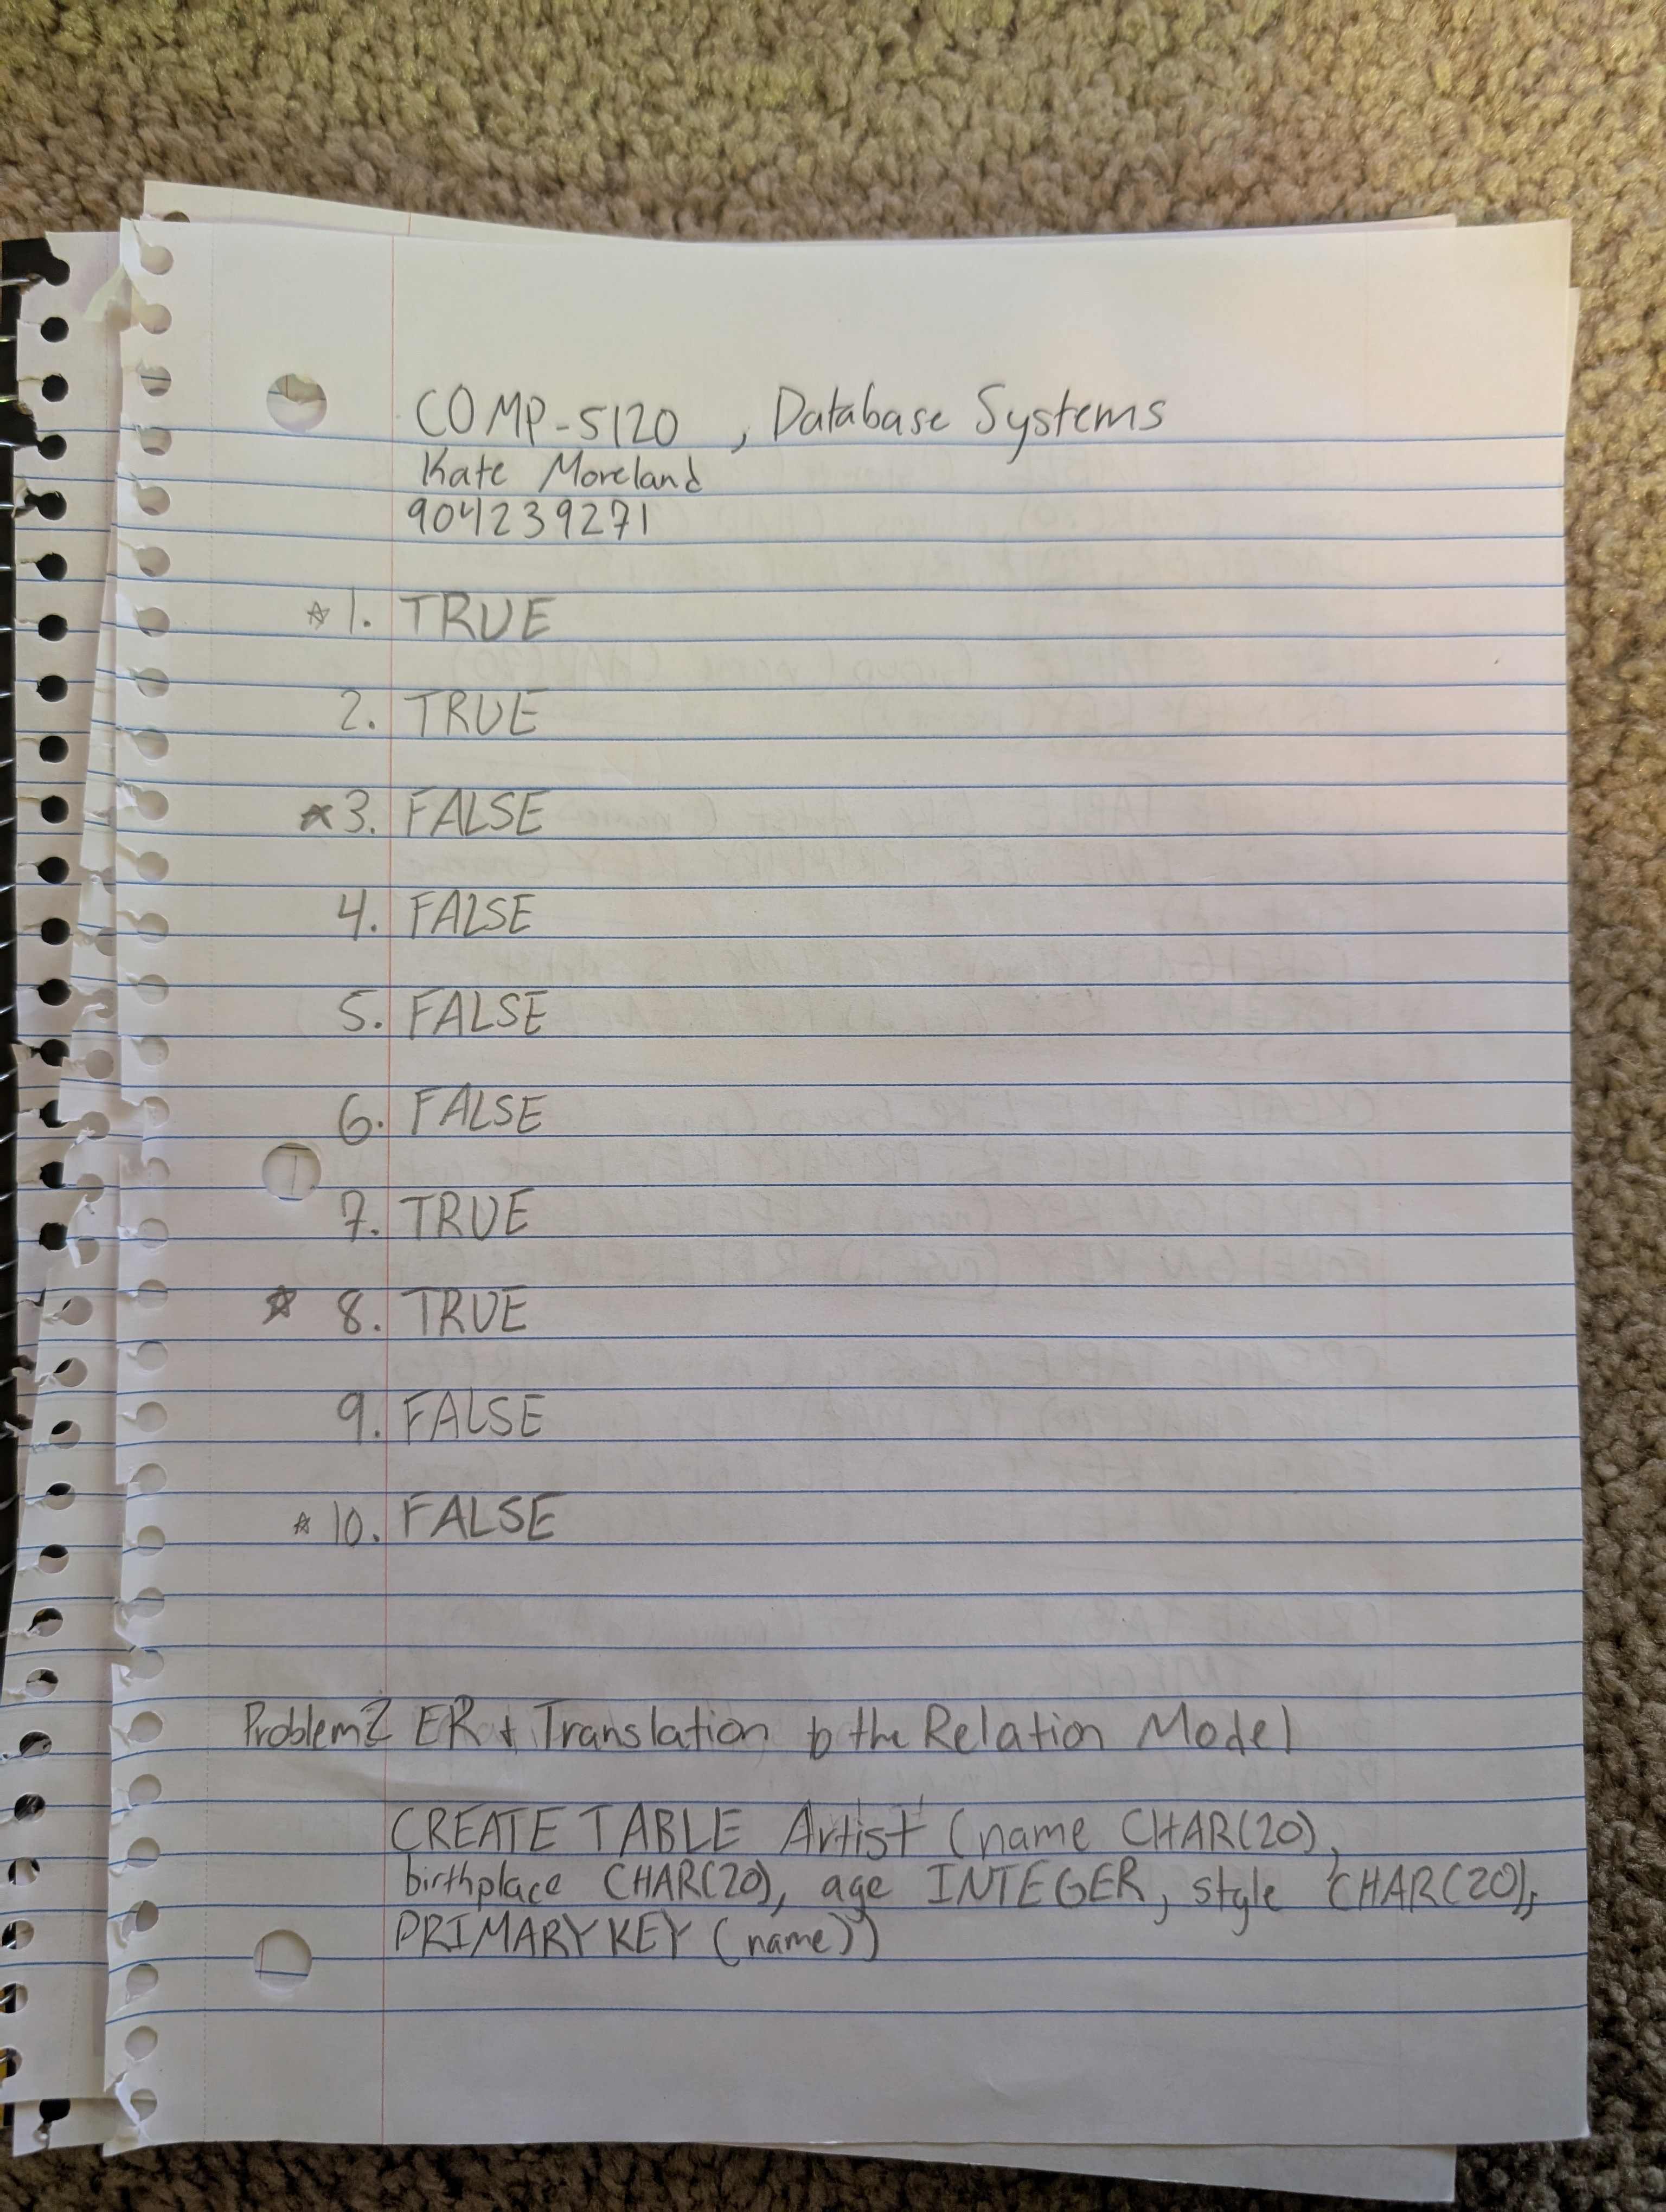 COMP-5120, Database Systems
Kate Moreland
904239271
☆ 1. TRUE
2. TRUE
☆ 3. FALSE
4. FALSE
5. FALSE
6. FALSE
7. TRUE
☆ 8. TRUE
9. FALSE
☆ 10. FALSE
Problem 2 ER + Translation to the Relation Model
CREATE TABLE Artist (name CHAR(20),
birthplace CHAR(20), age INTEGER, style CHAR(20),
PRIMARY KEY (name))